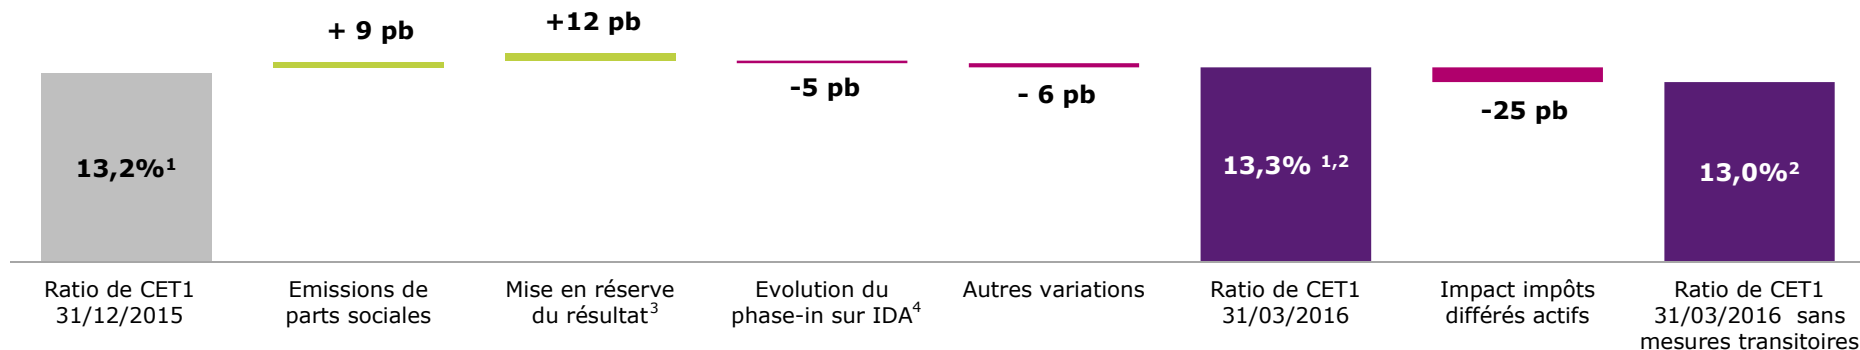 + 9 pb
+12 pb
-5 pb
- 6 pb
-25 pb
13,2%¹
13,3% ¹,²
13,0%²
Ratio de CET1
31/12/2015
Emissions de
parts sociales
Mise en réserve
du résultat³
Evolution du
phase-in sur IDA⁴
Autres variations
Ratio de CET1
31/03/2016
Impact impôts
différés actifs
Ratio de CET1
31/03/2016 sans
mesures transitoires